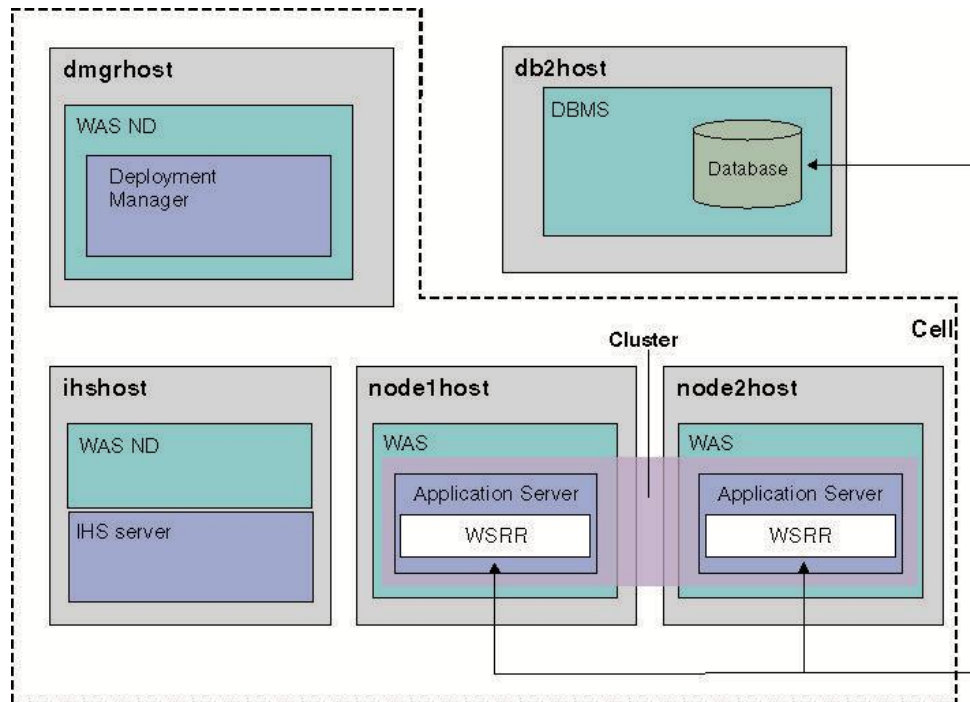 dmgrhost
WAS ND
Deployment
Manager
db2host
DBMS
Database
Cell
Cluster
ihshost
WAS ND
IHS server
node1host
WAS
Application Server
WSRR
node2host
WAS
Application Server
WSRR